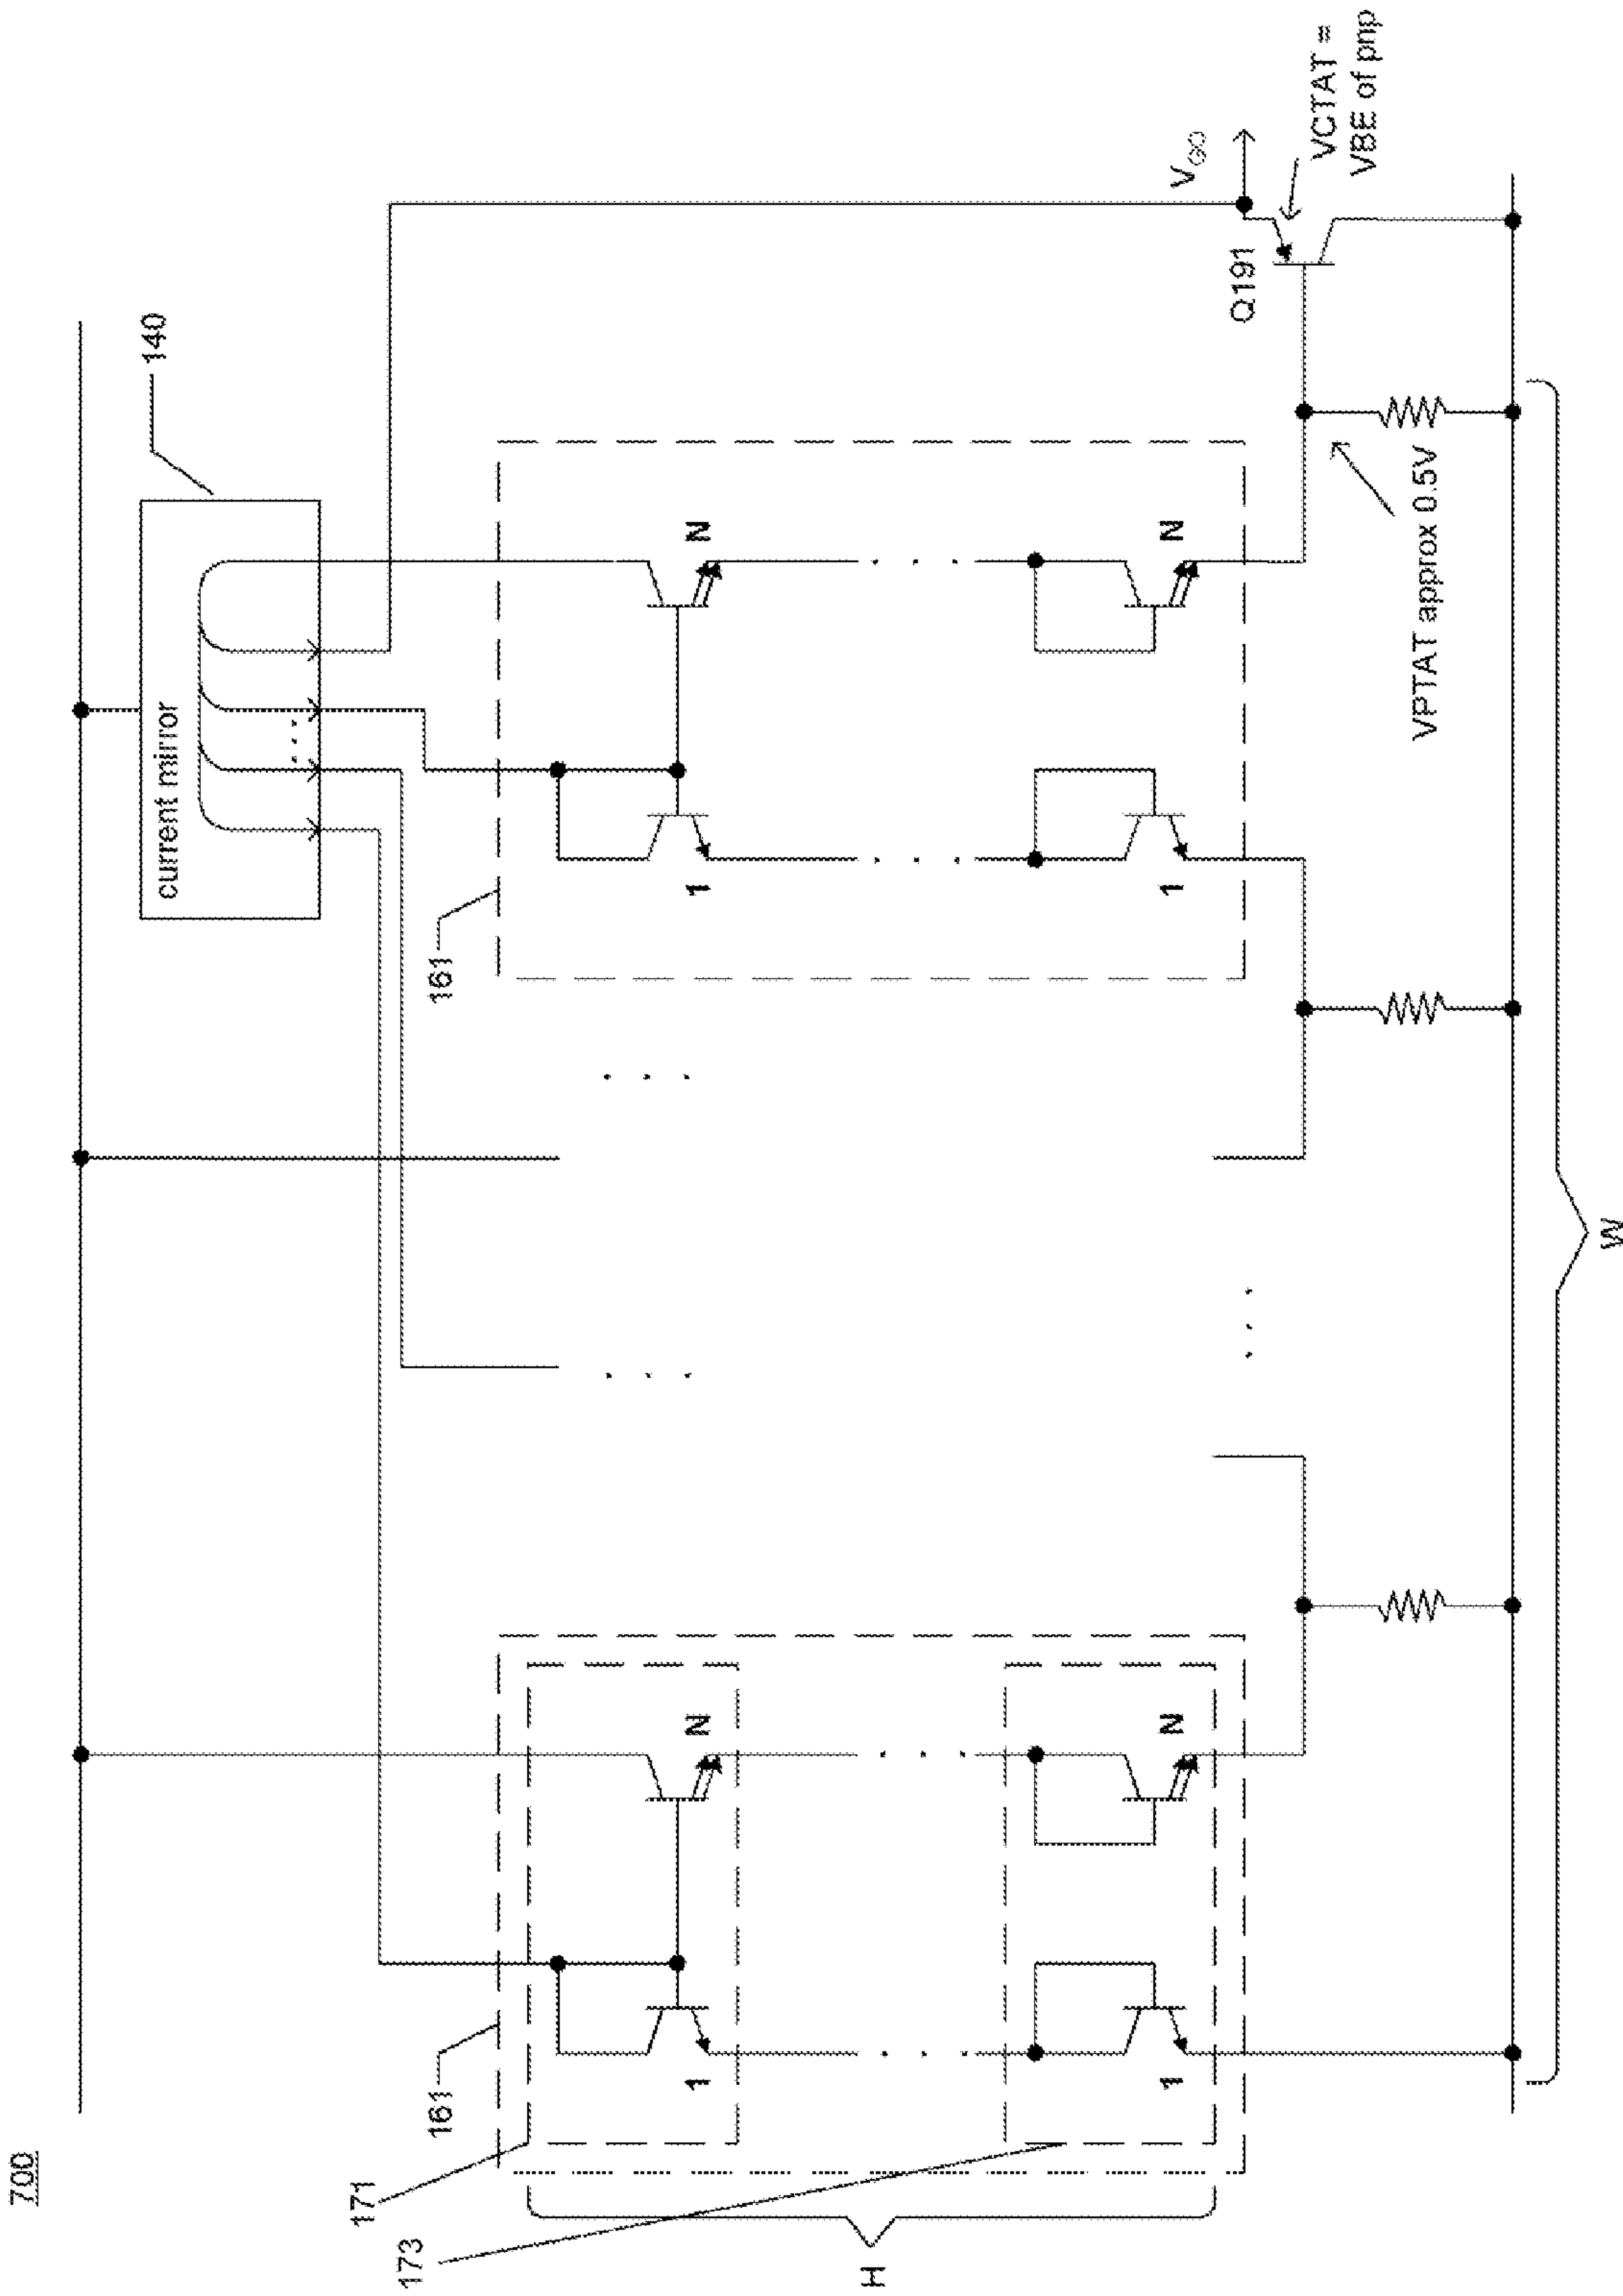 700
140
current mirror
161
N
1
N
1
V_GO
Q191
VCTAT =
VBE of pnp
VPTAT approx 0.5V
161
171
173
N
1
N
1
H
W